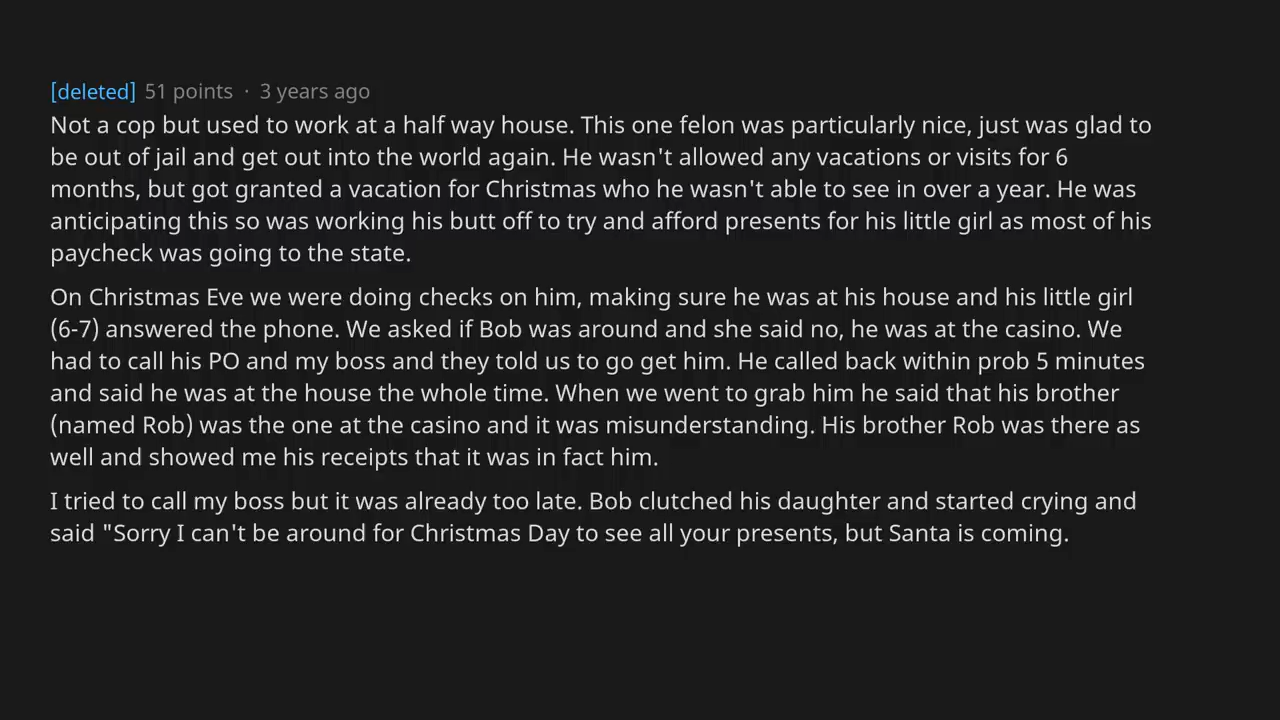 [deleted] 51 points · 3 years ago
Not a cop but used to work at a half way house. This one felon was particularly nice, just was glad to
be out of jail and get out into the world again. He wasn't allowed any vacations or visits for 6
months, but got granted a vacation for Christmas who he wasn't able to see in over a year. He was
anticipating this so was working his butt off to try and afford presents for his little girl as most of his
paycheck was going to the state.
On Christmas Eve we were doing checks on him, making sure he was at his house and his little girl
(6-7) answered the phone. We asked if Bob was around and she said no, he was at the casino. We
had to call his PO and my boss and they told us to go get him. He called back within prob 5 minutes
and said he was at the house the whole time. When we went to grab him he said that his brother
(named Rob) was the one at the casino and it was misunderstanding. His brother Rob was there as
well and showed me his receipts that it was in fact him.
I tried to call my boss but it was already too late. Bob clutched his daughter and started crying and
said "Sorry I can't be around for Christmas Day to see all your presents, but Santa is coming.